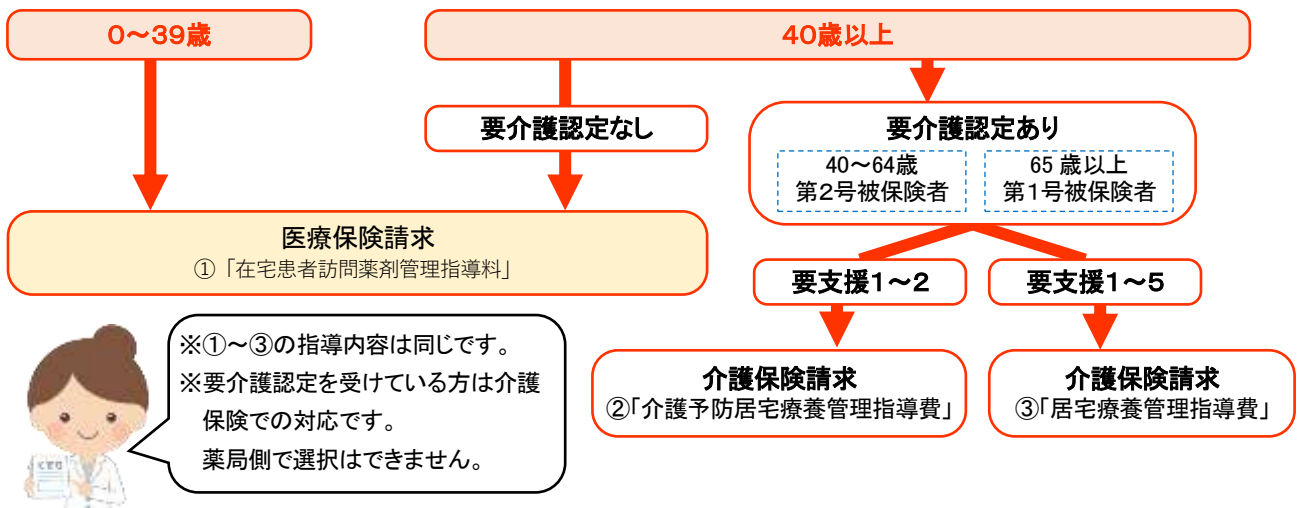 0～39歳
40歳以上
要介護認定なし
要介護認定あり
40～64歳
第2号被保険者
65 歳以上
第1号被保険者
医療保険請求
①「在宅患者訪問薬剤管理指導料」
要支援1～2
要支援1～5
介護保険請求
②「介護予防居宅療養管理指導費」
介護保険請求
③「居宅療養管理指導費」
※①～③の指導内容は同じです。
※要介護認定を受けている方は介護
保険での対応です。
薬局側で選択はできません。